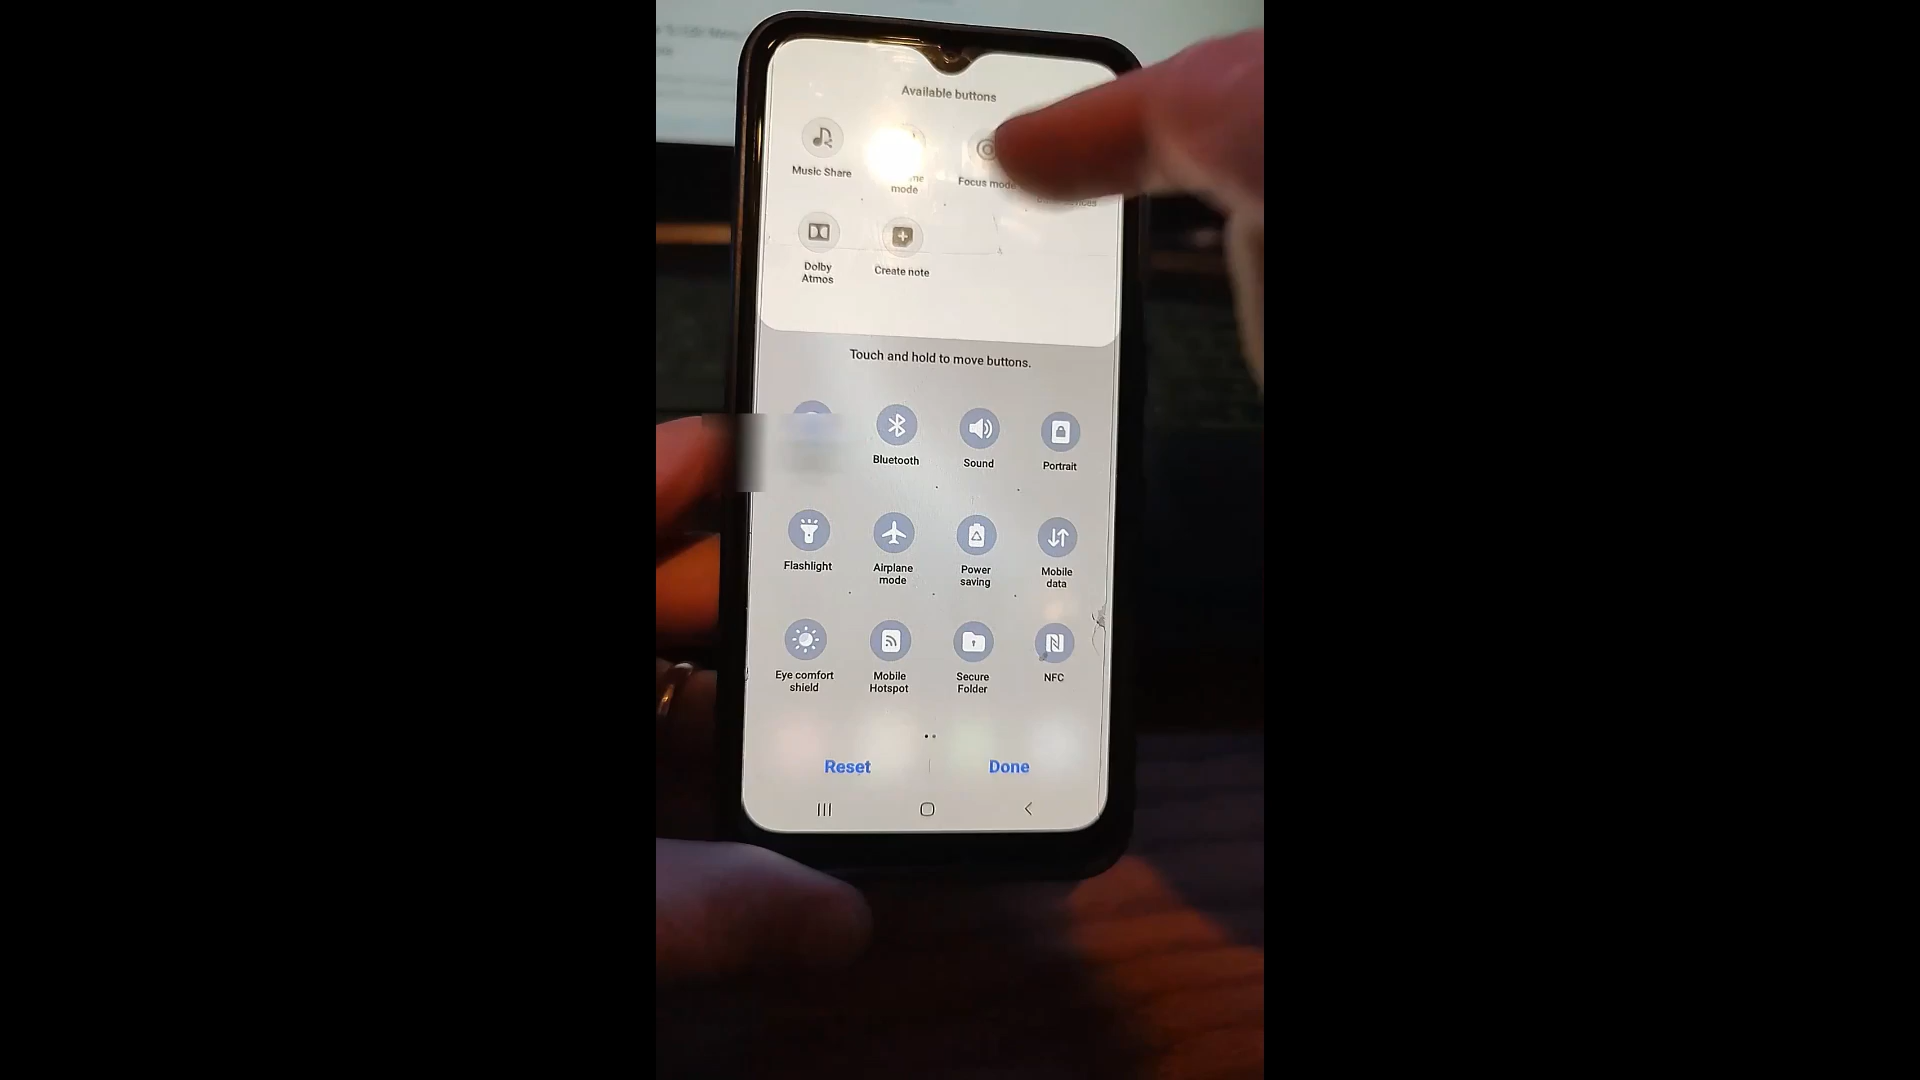 Available buttons
Music Share
mode
Focus mode
Dolby
Atmos
Create note
Touch and hold to move buttons.
Bluetooth
Sound
Portrait
Flashlight
Airplane
mode
Power
saving
Mobile
data
Eye comfort
shield
Mobile
Hotspot
Secure
Folder
NFC
Reset
Done